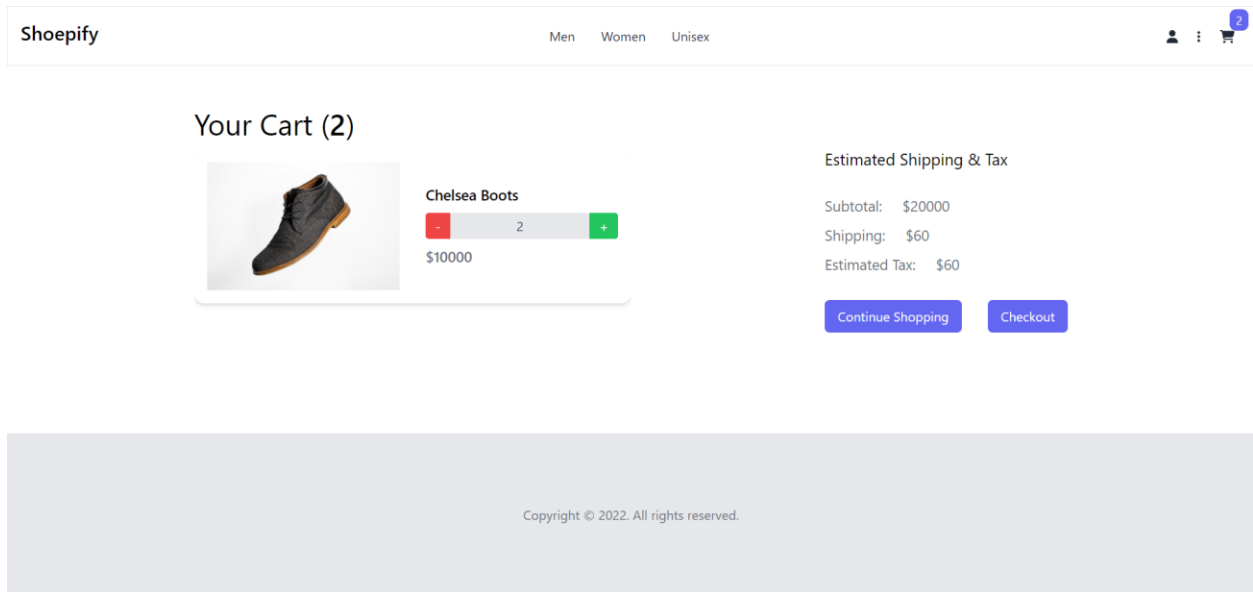 Shoepify
Men Women Unisex
2
Your Cart (2)
Chelsea Boots
- 2 +
$10000
Estimated Shipping & Tax
Subtotal: $20000
Shipping: $60
Estimated Tax: $60
Continue Shopping Checkout
Copyright © 2022. All rights reserved.